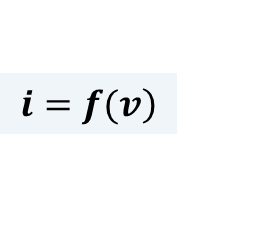 i = f(v)